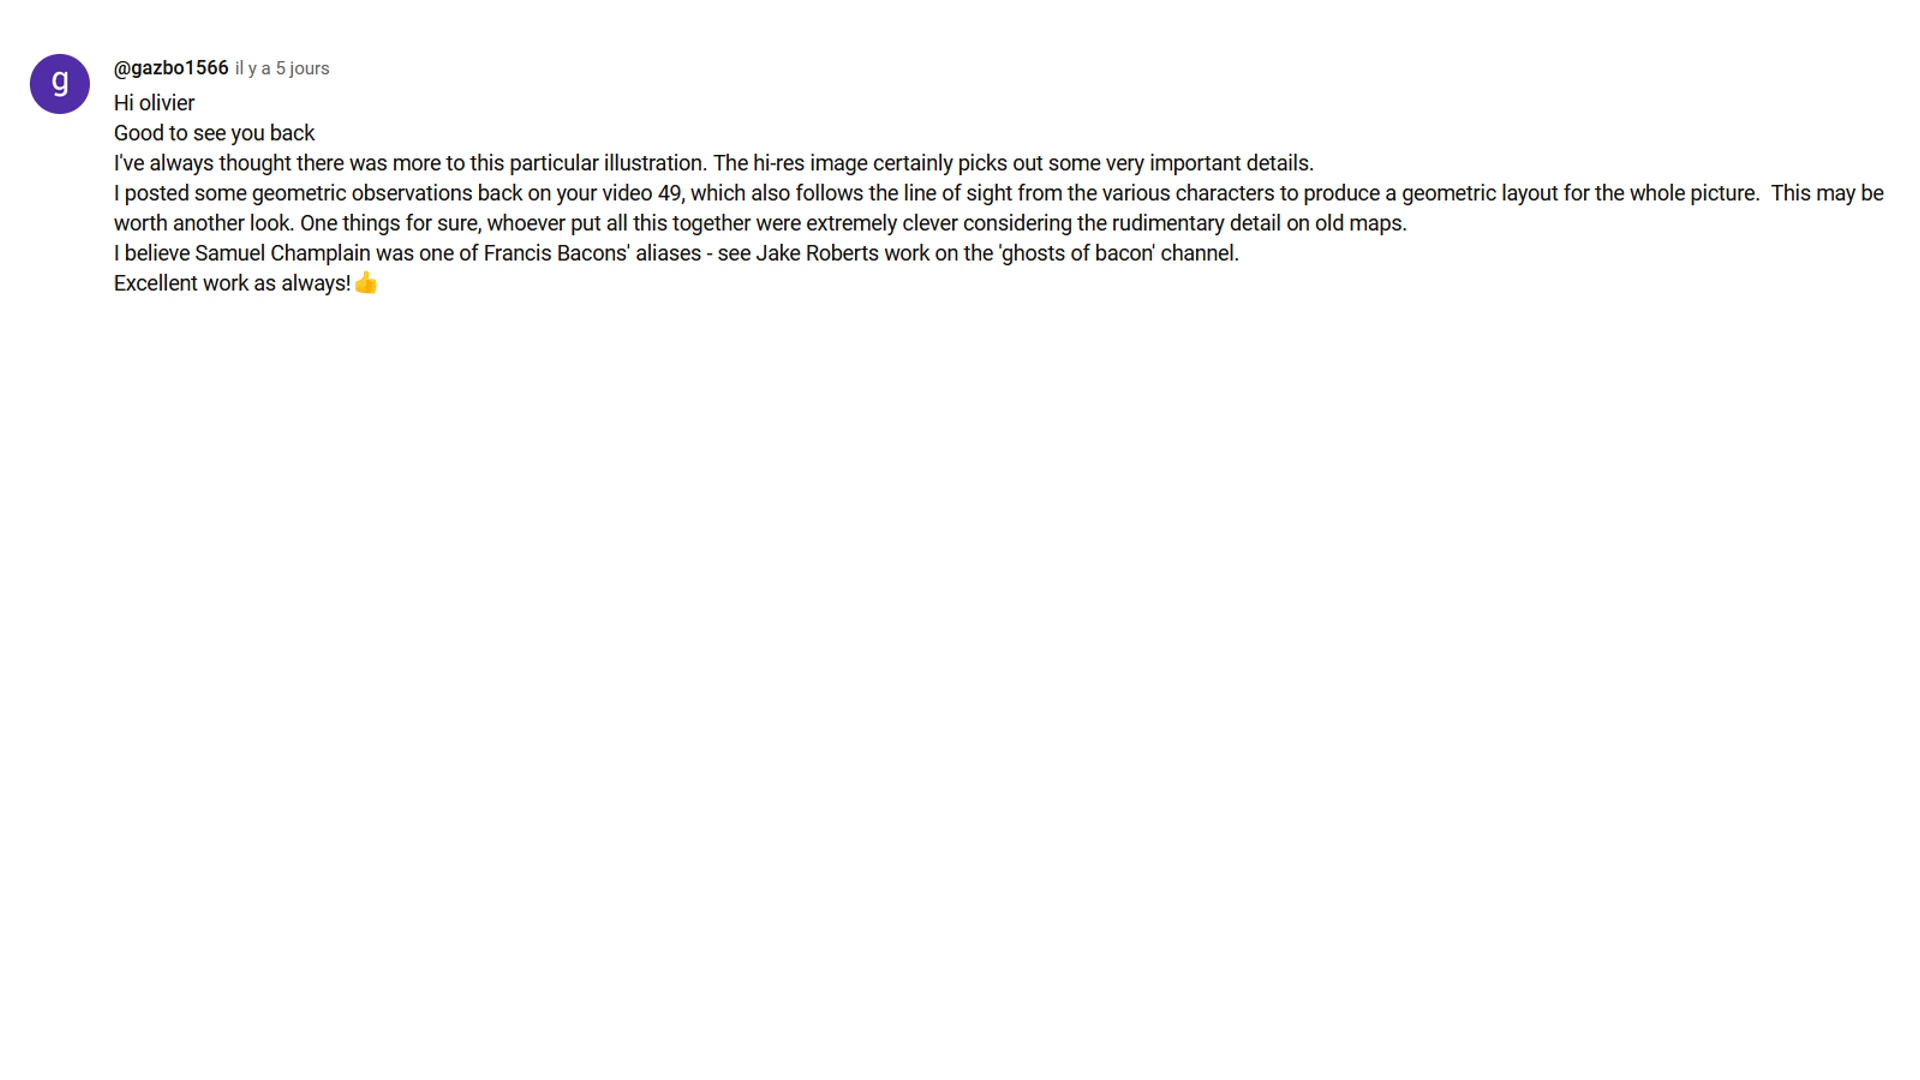 g
@gazbo1566 il y a 5 jours
Hi olivier
Good to see you back
I've always thought there was more to this particular illustration. The hi-res image certainly picks out some very important details.
I posted some geometric observations back on your video 49, which also follows the line of sight from the various characters to produce a geometric layout for the whole picture.  This may be
worth another look. One things for sure, whoever put all this together were extremely clever considering the rudimentary detail on old maps.
I believe Samuel Champlain was one of Francis Bacons' aliases - see Jake Roberts work on the 'ghosts of bacon' channel.
Excellent work as always!👍